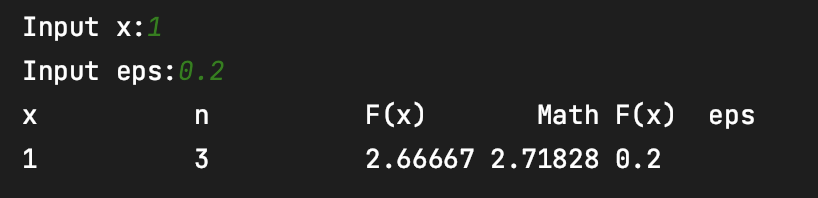 Input x:1
Input eps:0.2
x n F(x) Math F(x) eps
1 3 2.66667 2.71828 0.2